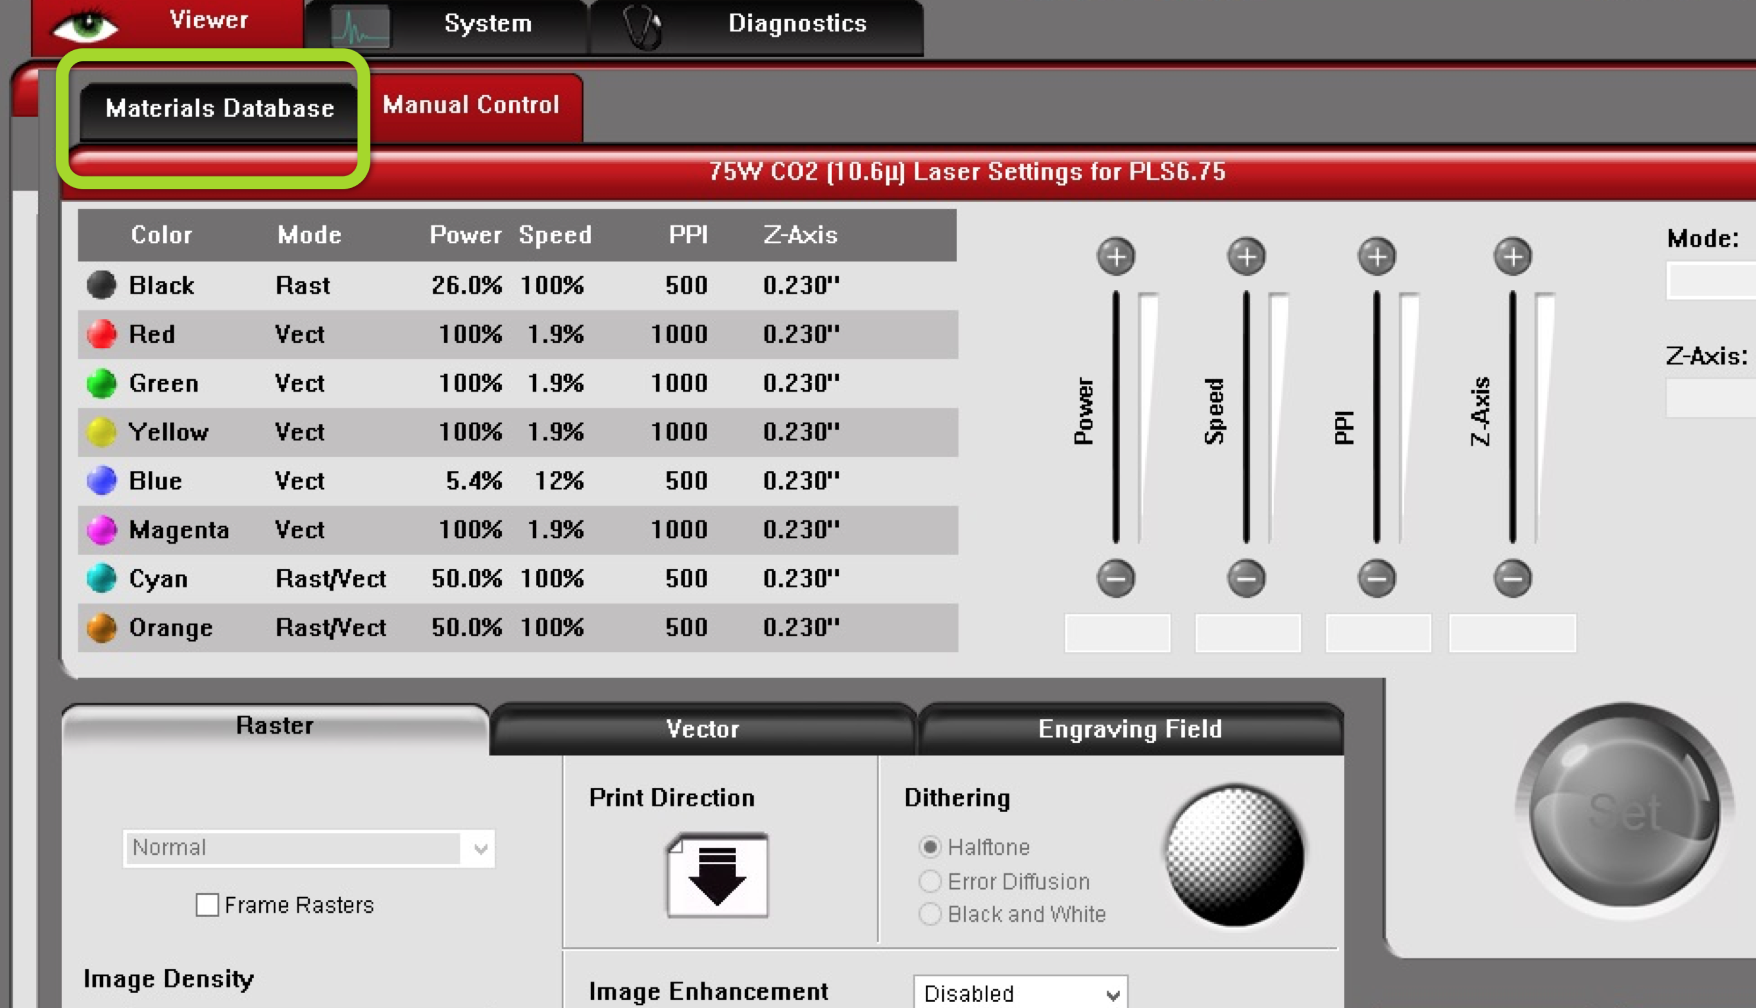 Viewer System Diagnostics
Materials Database Manual Control
75W CO2 (10.6µ) Laser Settings for PLS6.75
Color Mode Power Speed PPI Z-Axis
Black Rast 26.0% 100% 500 0.230"
Red Vect 100% 1.9% 1000 0.230"
Green Vect 100% 1.9% 1000 0.230"
Yellow Vect 100% 1.9% 1000 0.230"
Blue Vect 5.4% 12% 500 0.230"
Magenta Vect 100% 1.9% 1000 0.230"
Cyan Rast/Vect 50.0% 100% 500 0.230"
Orange Rast/Vect 50.0% 100% 500 0.230"
Power
Speed
PPI
Z-Axis
Mode:
Z-Axis:
Set
Raster Vector Engraving Field
Normal
Frame Rasters
Image Density
Print Direction
Dithering
Halftone
Error Diffusion
Black and White
Image Enhancement Disabled